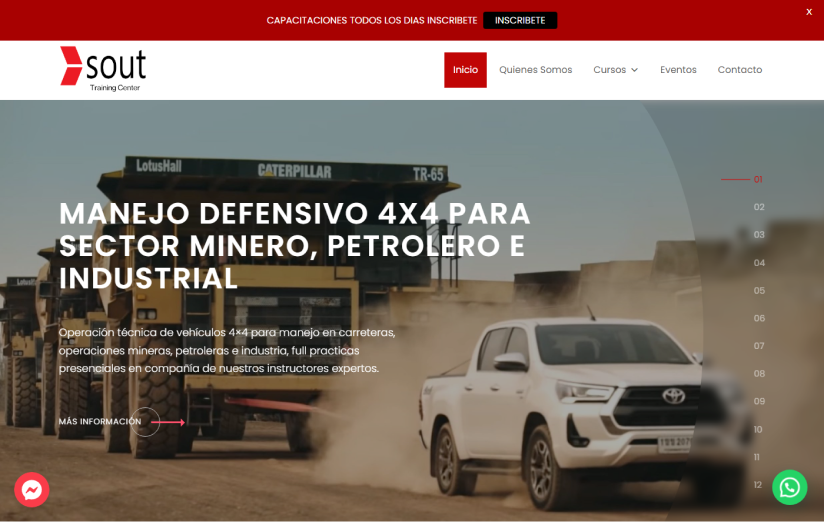 CAPACITACIONES TODOS LOS DIAS INSCRIBETE INSCRIBETE
X
sout
Training Center
Inicio Quienes Somos Cursos Eventos Contacto
LotusHall CATERPILLAR TR-65
MANEJO DEFENSIVO 4X4 PARA
SECTOR MINERO, PETROLERO E
INDUSTRIAL
Operación técnica de vehículos 4×4 para manejo en carreteras,
operaciones mineras, petroleras e industria, full practicas
presenciales en compañía de nuestros instructores expertos.
MÁS INFORMACIÓN
01
02
03
04
05
06
07
08
09
10
11
12